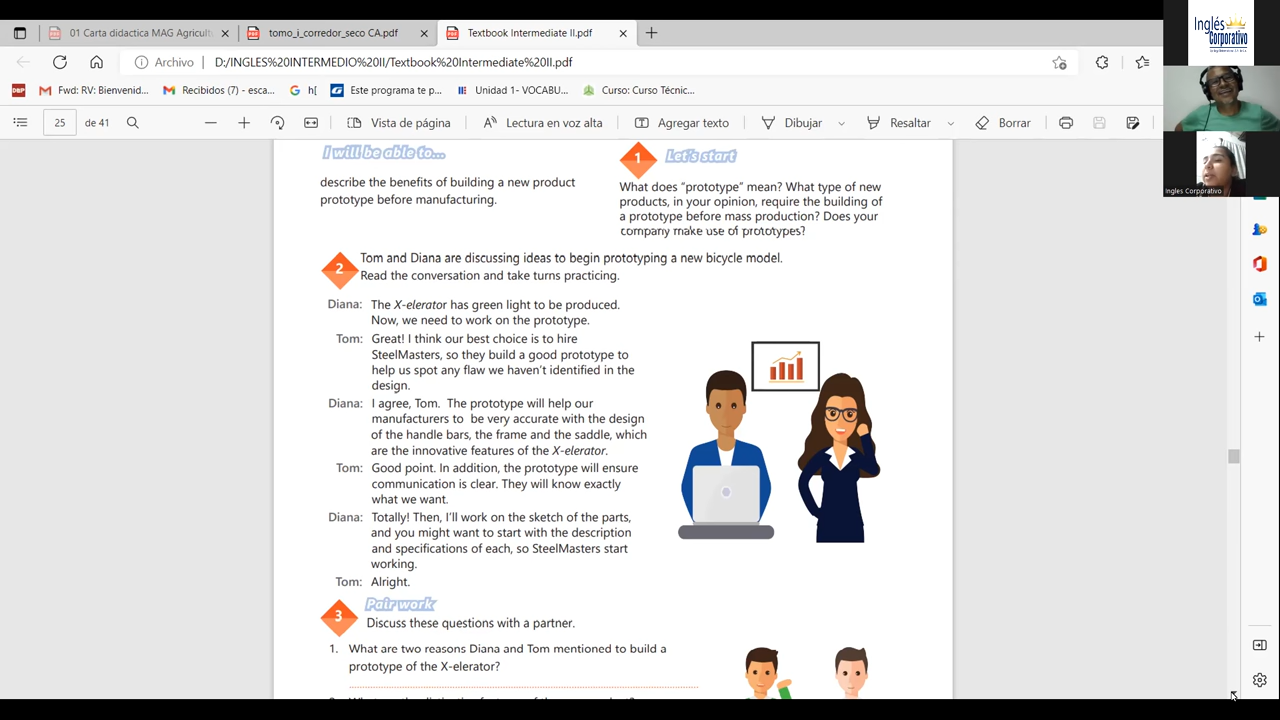 01 Carta didactica MAG Agricult
tomo_i_corredor_seco CA.pdf
Textbook Intermediate II.pdf
Archivo
D:/INGLES%20INTERMEDIO%20II/Textbook%20Intermediate%20II.pdf
Fwd: RV: Bienvenid...
Recibidos (7) - esca...
h[
Este programa te p...
Unidad 1- VOCABU...
Curso: Curso Técnic...
25
de 41
Vista de página
Lectura en voz alta
Agregar texto
Dibujar
Resaltar
Borrar
Inglés
Corporativo
Ingles Corporativo
I will be able to...
describe the benefits of building a new product
prototype before manufacturing.
1
Let's start
What does “prototype” mean? What type of new
products, in your opinion, require the building of
a prototype before mass production? Does your
company make use of prototypes?
2
Tom and Diana are discussing ideas to begin prototyping a new bicycle model.
Read the conversation and take turns practicing.
Diana: The X-elerator has green light to be produced.
Now, we need to work on the prototype.
Tom: Great! I think our best choice is to hire
SteelMasters, so they build a good prototype to
help us spot any flaw we haven't identified in the
design.
Diana: I agree, Tom. The prototype will help our
manufacturers to be very accurate with the design
of the handle bars, the frame and the saddle, which
are the innovative features of the X-elerator.
Tom: Good point. In addition, the prototype will ensure
communication is clear. They will know exactly
what we want.
Diana: Totally! Then, I'll work on the sketch of the parts,
and you might want to start with the description
and specifications of each, so SteelMasters start
working.
Tom: Alright.
3
Pair work
Discuss these questions with a partner.
1. What are two reasons Diana and Tom mentioned to build a
prototype of the X-elerator?